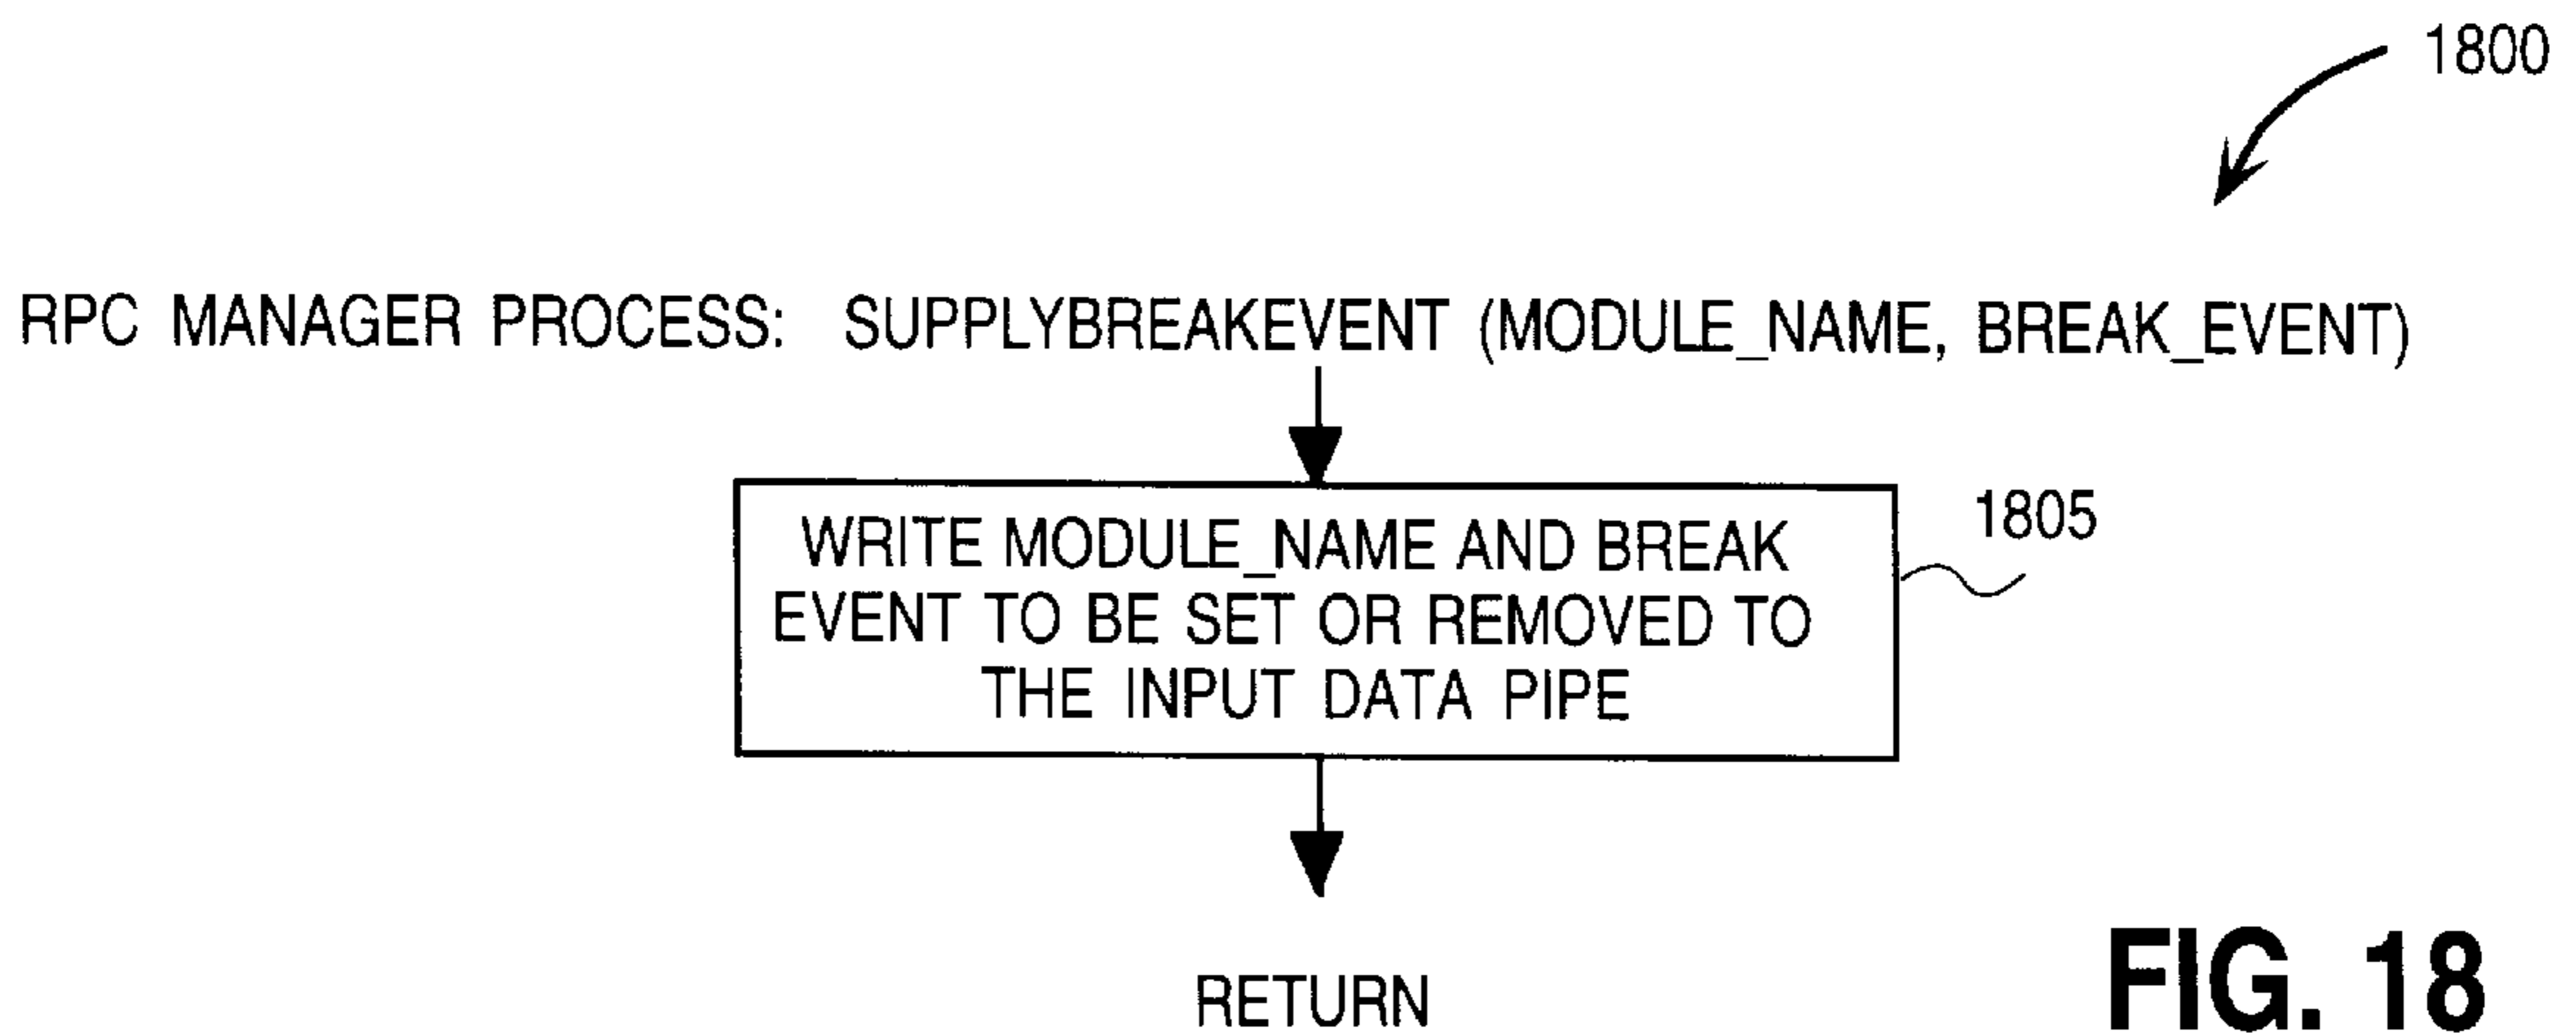 1800
RPC MANAGER PROCESS: SUPPLYBREAKEVENT (MODULE_NAME, BREAK_EVENT)
WRITE MODULE_NAME AND BREAK
EVENT TO BE SET OR REMOVED TO
THE INPUT DATA PIPE
1805
RETURN
FIG. 18